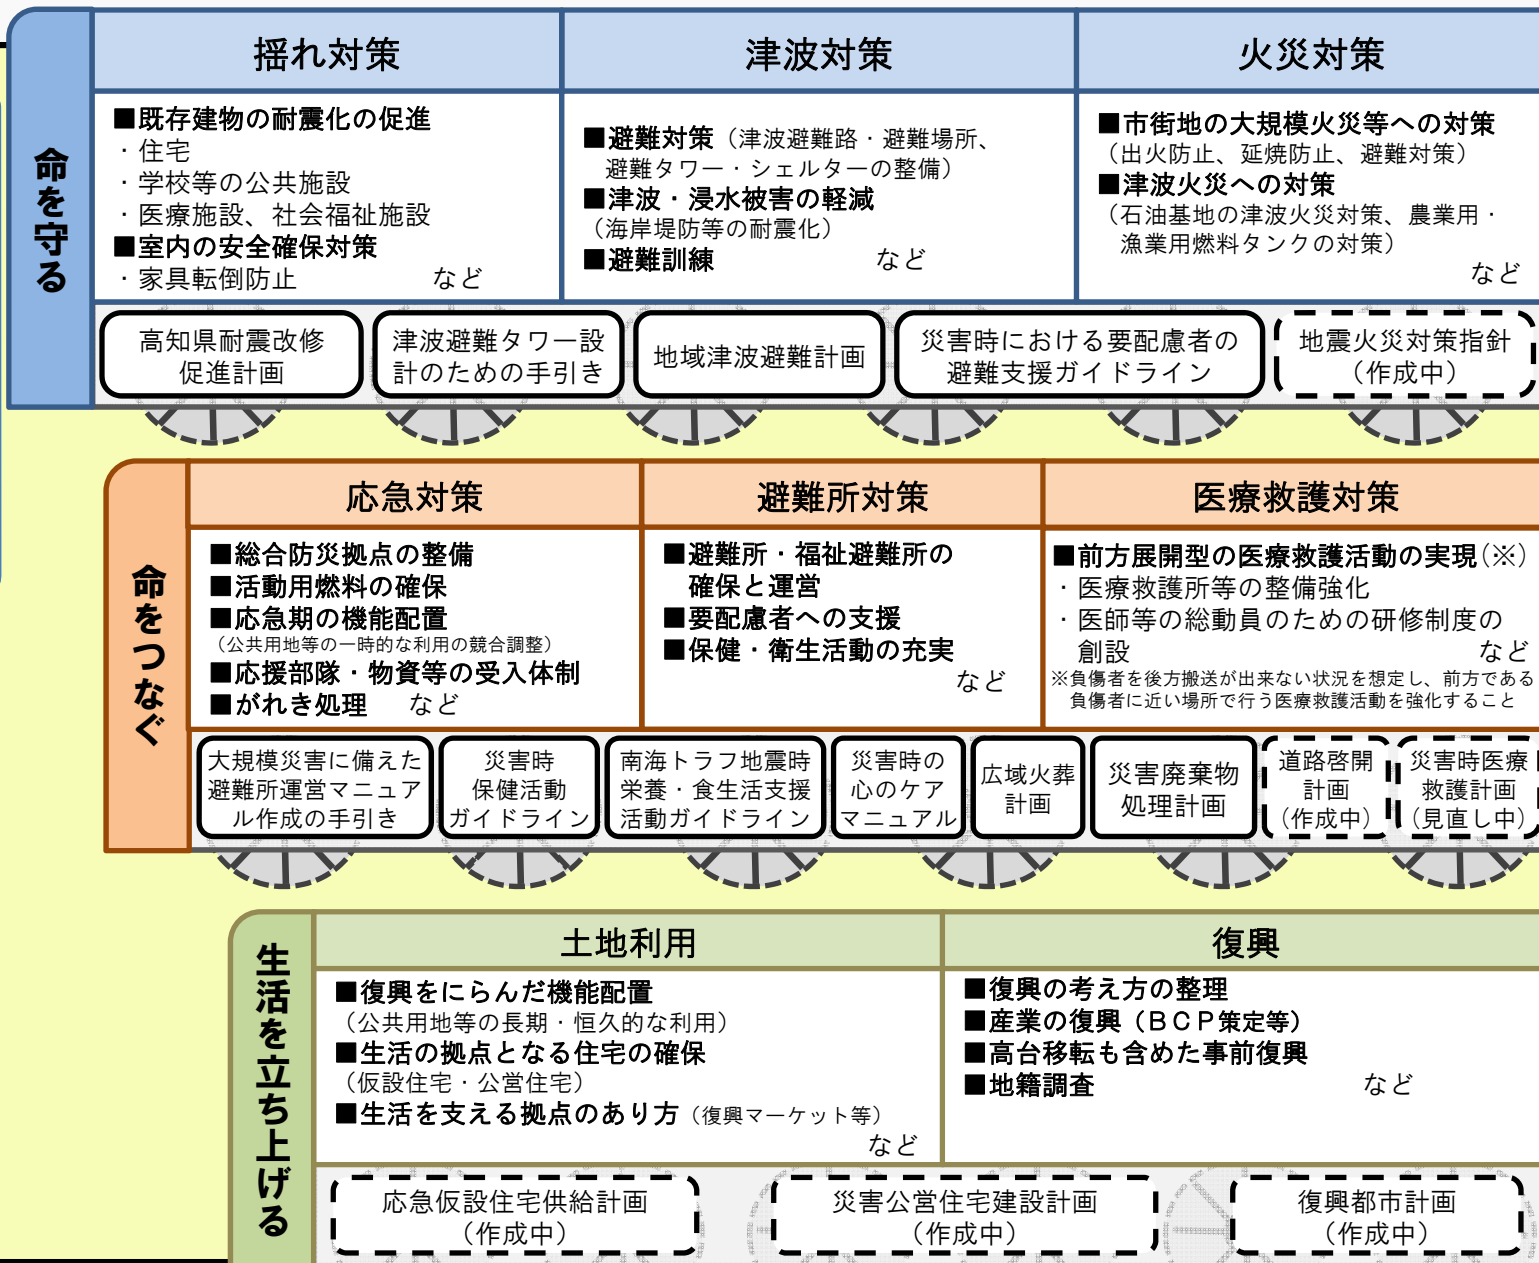 命を守る
揺れ対策
■既存建物の耐震化の促進
・住宅
・学校等の公共施設
・医療施設、社会福祉施設
■室内の安全確保対策
・家具転倒防止 など
津波対策
■避難対策（津波避難路・避難場所、
避難タワー・シェルターの整備）
■津波・浸水被害の軽減
（海岸堤防等の耐震化）
■避難訓練 など
火災対策
■市街地の大規模火災等への対策
（出火防止、延焼防止、避難対策）
■津波火災への対策
（石油基地の津波火災対策、農業用・
漁業用燃料タンクの対策）
など
高知県耐震改修
促進計画
津波避難タワー設
計のための手引き
地域津波避難計画
災害時における要配慮者の
避難支援ガイドライン
地震火災対策指針
（作成中）
命をつなぐ
応急対策
■総合防災拠点の整備
■活動用燃料の確保
■応急期の機能配置
（公共用地等の一時的な利用の競合調整）
■応援部隊・物資等の受入体制
■がれき処理 など
避難所対策
■避難所・福祉避難所の
確保と運営
■要配慮者への支援
■保健・衛生活動の充実
など
医療救護対策
■前方展開型の医療救護活動の実現（※）
・医療救護所等の整備強化
・医師等の総動員のための研修制度の
創設 など
※負傷者を後方搬送が出来ない状況を想定し、前方である
負傷者に近い場所で行う医療救護活動を強化すること
大規模災害に備えた
避難所運営マニュア
ル作成の手引き
災害時
保健活動
ガイドライン
南海トラフ地震時
栄養・食生活支援
活動ガイドライン
災害時の
心のケア
マニュアル
広域火葬
計画
災害廃棄物
処理計画
道路啓開
計画
（作成中）
災害時医療
救護計画
（見直し中）
生活を立ち上げる
土地利用
■復興をにらんだ機能配置
（公共用地等の長期・恒久的な利用）
■生活の拠点となる住宅の確保
（仮設住宅・公営住宅）
■生活を支える拠点のあり方（復興マーケット等）
など
復興
■復興の考え方の整理
■産業の復興（ＢＣＰ策定等）
■高台移転も含めた事前復興
■地籍調査 など
応急仮設住宅供給計画
（作成中）
災害公営住宅建設計画
（作成中）
復興都市計画
（作成中）